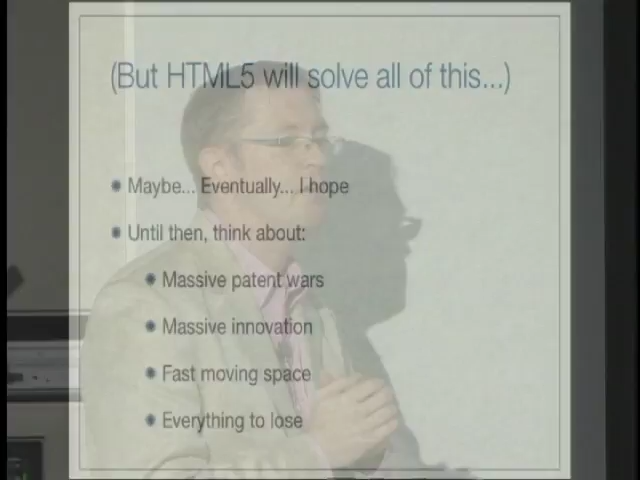 (But HTML5 will solve all of this...)
Maybe... Eventually... I hope
Until then, think about:
Massive patent wars
Massive innovation
Fast moving space
Everything to lose